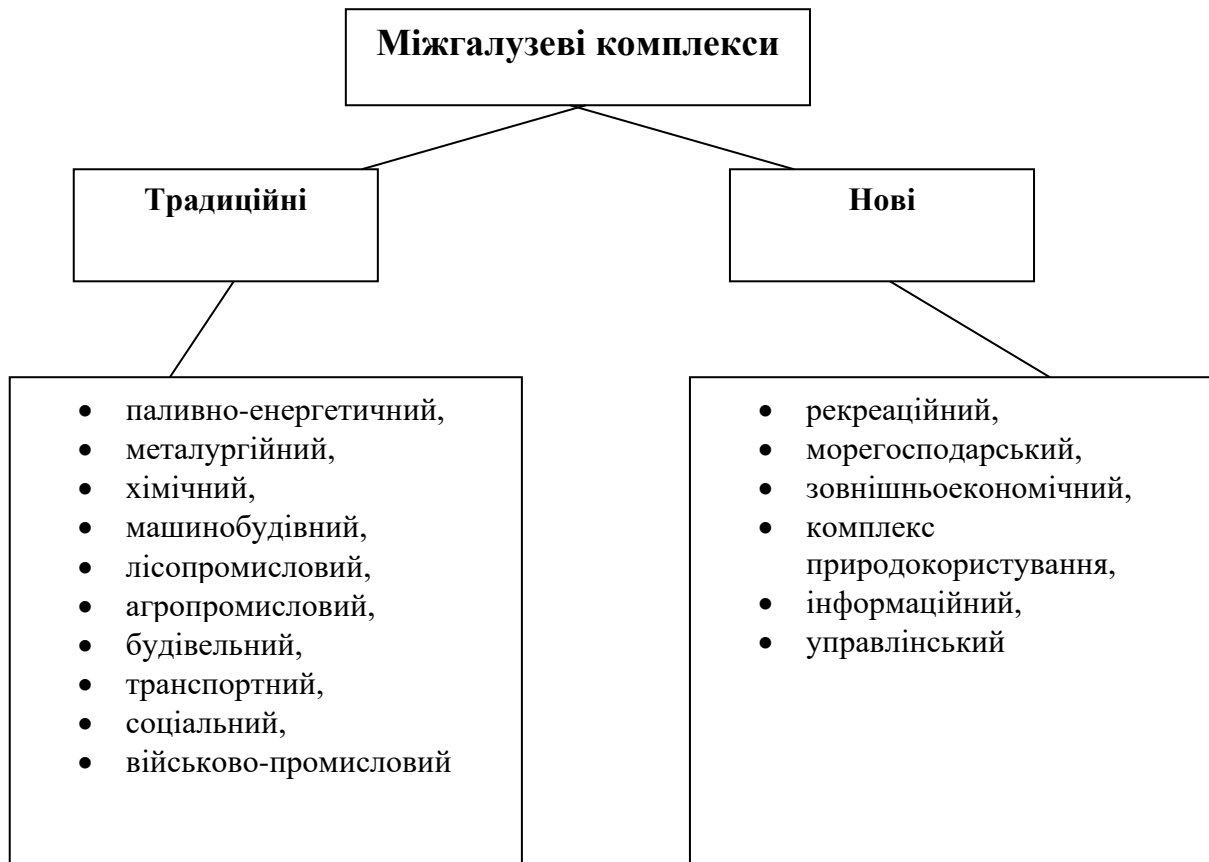 Міжгалузеві комплекси
Традиційні
Нові
• паливно-енергетичний,
• металургійний,
• хімічний,
• машинобудівний,
• лісопромисловий,
• агропромисловий,
• будівельний,
• транспортний,
• соціальний,
• військово-промисловий
• рекреаційний,
• морегосподарський,
• зовнішньоекономічний,
• комплекс
природокористування,
• інформаційний,
• управлінський